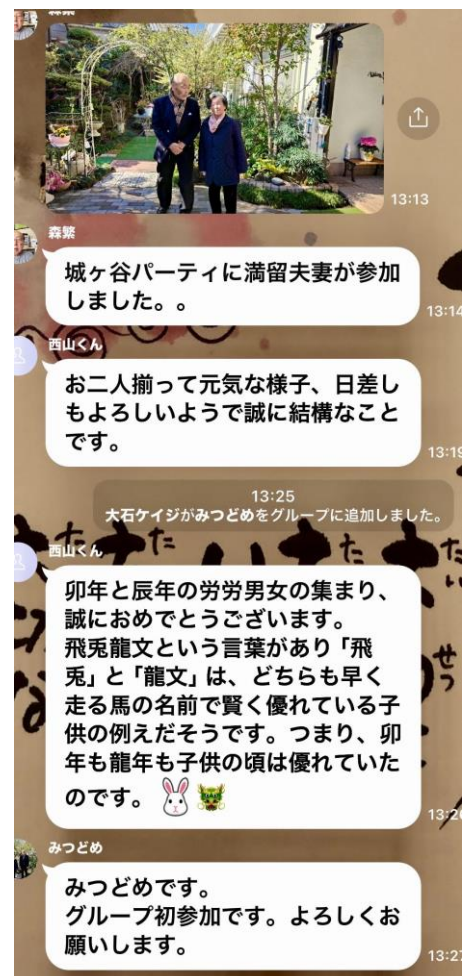 森繁
13:13
森繁
城ヶ谷パーティに満留夫妻が参加
しました。。
13:14
西山くん
お二人揃って元気な様子、日差し
もよろしいようで誠に結構なこと
です。
13:19
13:25
大石ケイジがみつどめをグループに追加しました。
西山くん
卯年と辰年の労労男女の集まり、
誠におめでとうございます。
飛兎龍文という言葉があり「飛
兎」と「龍文」は、どちらも早く
走る馬の名前で賢く優れている子
供の例えだそうです。つまり、卯
年も龍年も子供の頃は優れていた
のです。
13:26
みつどめ
みつどめです。
グループ初参加です。よろしくお
願いします。
13:27